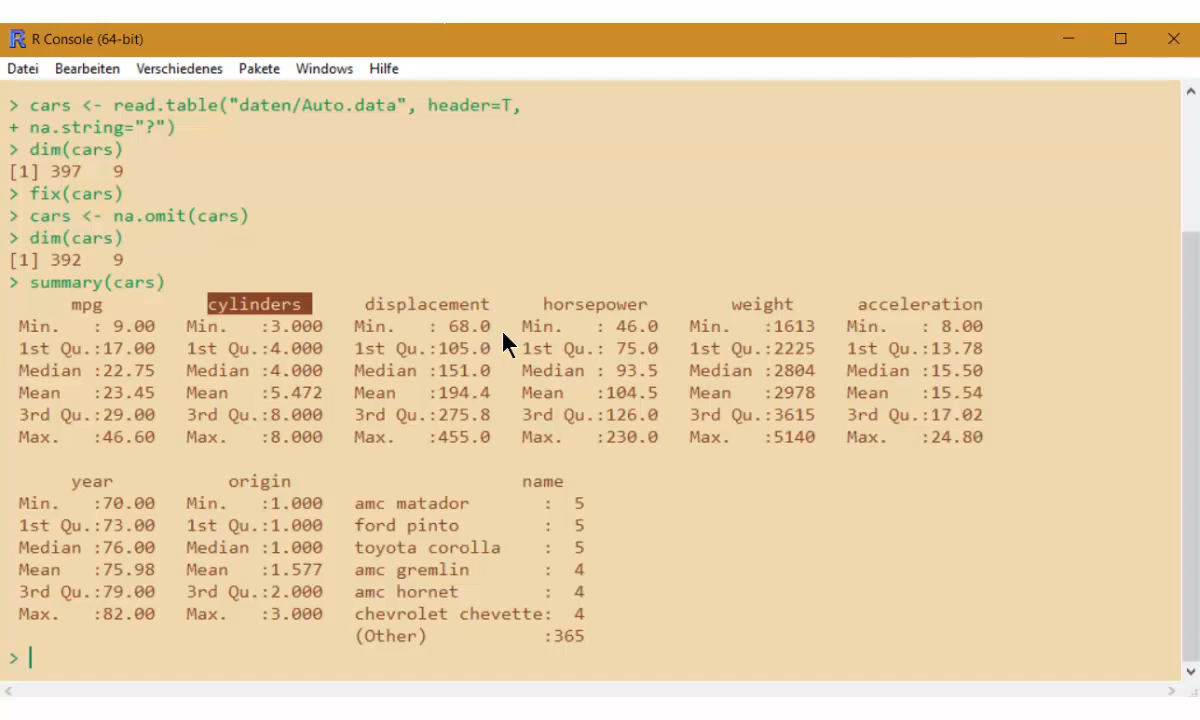 R Console (64-bit)
Datei Bearbeiten Verschiedenes Pakete Windows Hilfe
> cars <- read.table("daten/Auto.data", header=T,
+ na.string="?")
> dim(cars)
[1] 397   9
> fix(cars)
> cars <- na.omit(cars)
> dim(cars)
[1] 392   9
> summary(cars)
      mpg          cylinders      displacement     horsepower        weight      acceleration
 Min.   : 9.00   Min.   :3.000   Min.   : 68.0   Min.   : 46.0   Min.   :1613   Min.   : 8.00
 1st Qu.:17.00   1st Qu.:4.000   1st Qu.:105.0   1st Qu.: 75.0   1st Qu.:2225   1st Qu.:13.78
 Median :22.75   Median :4.000   Median :151.0   Median : 93.5   Median :2804   Median :15.50
 Mean   :23.45   Mean   :5.472   Mean   :194.4   Mean   :104.5   Mean   :2978   Mean   :15.54
 3rd Qu.:29.00   3rd Qu.:8.000   3rd Qu.:275.8   3rd Qu.:126.0   3rd Qu.:3615   3rd Qu.:17.02
 Max.   :46.60   Max.   :8.000   Max.   :455.0   Max.   :230.0   Max.   :5140   Max.   :24.80
      year           origin                         name
 Min.   :70.00   Min.   :1.000   amc matador       :  5
 1st Qu.:73.00   1st Qu.:1.000   ford pinto        :  5
 Median :76.00   Median :1.000   toyota corolla    :  5
 Mean   :75.98   Mean   :1.577   amc gremlin       :  4
 3rd Qu.:79.00   3rd Qu.:2.000   amc hornet        :  4
 Max.   :82.00   Max.   :3.000   chevrolet chevette:  4
                                 (Other)           :365
>